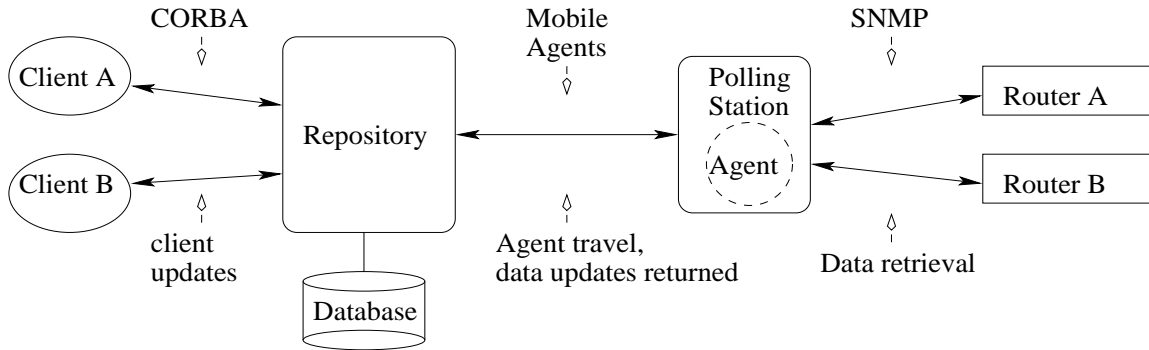 CORBA
Mobile
Agents
SNMP
Client A
Client B
Repository
Polling
Station
Agent
Router A
Router B
client
updates
Agent travel,
data updates returned
Data retrieval
Database